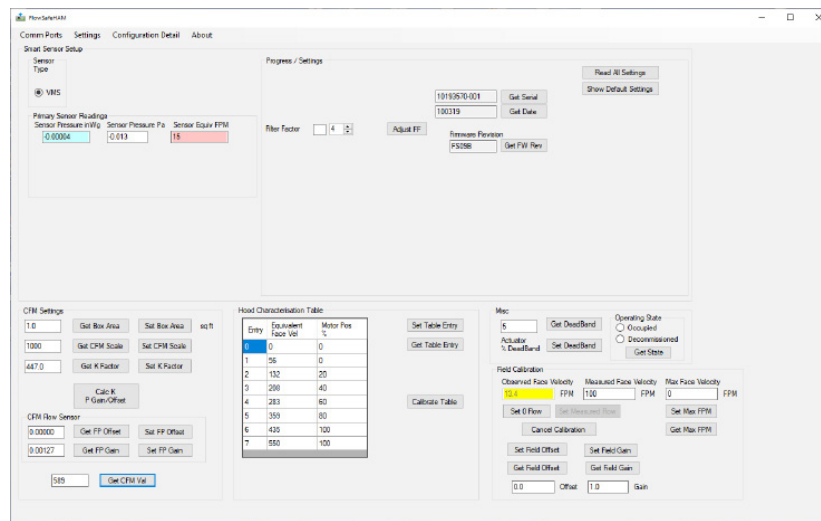 FlowSafeHAM
Comm Ports Settings Configuration Detail About
Smart Sensor Setup
Sensor Type
VMS
Primary Sensor Readings
Sensor Pressure inWg Sensor Pressure Pa Sensor Equiv FPM
-0.00004 -0.013 15
Progress / Settings
Read All Settings
Show Default Settings
10193570-001 Get Serial
100319 Get Date
Filter Factor 4 Adjust FF
Firmware Revision
FS09B Get FW Rev
CFM Settings
1.0 Get Box Area Set Box Area sq ft
1000 Get CFM Scale Set CFM Scale
447.0 Get K Factor Set K Factor
Calc K
P Gain/Offset
CFM Flow Sensor
0.00000 Get FP Offset Set FP Offset
0.00127 Get FP Gain Set FP Gain
589 Get CFM Val
Hood Characterisation Table
Entry Equivalent Face Vel Motor Pos %
0 0 0
1 56 0
2 132 20
3 208 40
4 283 60
5 359 80
6 435 100
7 550 100
Set Table Entry
Get Table Entry
Calibrate Table
Misc
5 Get DeadBand
Actuator
% DeadBand Set DeadBand
Operating State
Occupied
Decommissioned
Get State
Field Calibration
Observed Face Velocity Measured Face Velocity Max Face Velocity
13.4 FPM 100 FPM 0 FPM
Set 0 Flow Set Measured Flow Set Max FPM
Cancel Calibration Get Max FPM
Set Field Offset Set Field Gain
Get Field Offset Get Field Gain
0.0 Offset 1.0 Gain